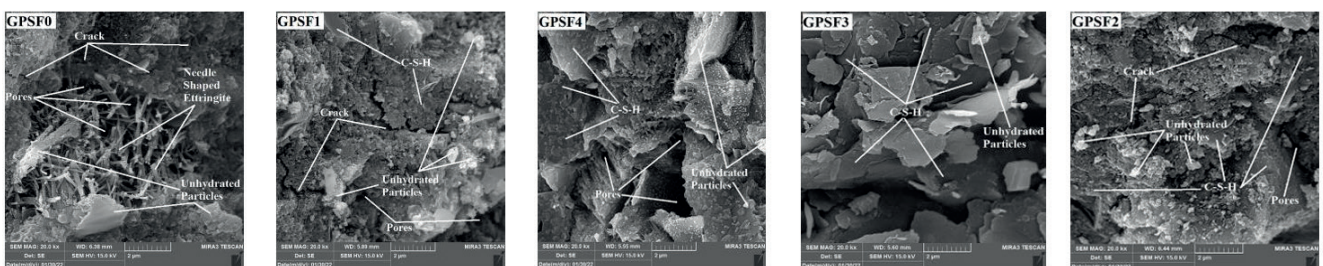 GPSF0
Crack
Needle
Shaped
Ettringite
Pores
Unhydrated
Particles
SEM MAG: 20.0 kx
WD: 6.38 mm
MIRA3 TESCAN
Det: SE
SEM HV: 15.0 kV
2 µm
GPSF1
C-S-H
Crack
Unhydrated
Particles
Pores
SEM MAG: 20.0 kx
WD: 5.89 mm
MIRA3 TESCAN
Det: SE
SEM HV: 15.0 kV
2 µm
GPSF4
C-S-H
Unhydrated
Particles
Pores
SEM MAG: 20.0 kx
WD: 5.55 mm
MIRA3 TESCAN
Det: SE
SEM HV: 15.0 kV
2 µm
GPSF3
C-S-H
Unhydrated
Particles
SEM MAG: 20.0 kx
WD: 5.60 mm
MIRA3 TESCAN
Det: SE
SEM HV: 15.0 kV
2 µm
GPSF2
Crack
Unhydrated
Particles
C-S-H
Pores
SEM MAG: 20.0 kx
WD: 6.44 mm
MIRA3 TESCAN
Det: SE
SEM HV: 15.0 kV
2 µm